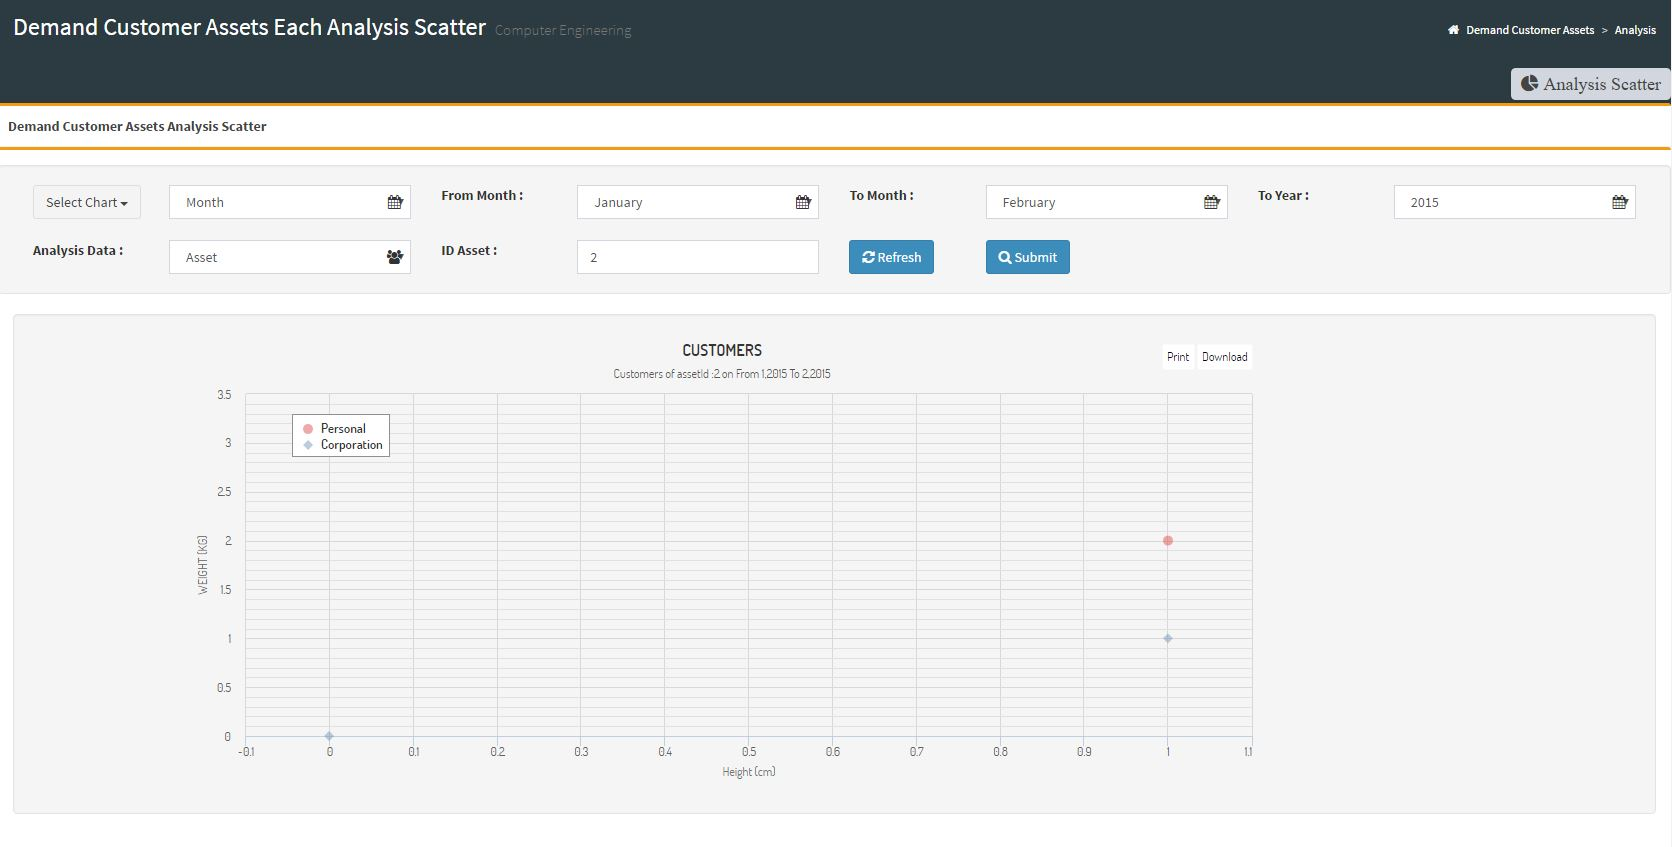 Demand Customer Assets Each Analysis Scatter Computer Engineering
Demand Customer Assets > Analysis
Analysis Scatter
Demand Customer Assets Analysis Scatter
Select Chart Month From Month : January To Month : February To Year : 2015
Analysis Data : Asset ID Asset : 2 Refresh Submit
CUSTOMERS
Print Download
Customers of assetId :2 on From 1,2015 To 2,2015
Personal
Corporation
3.5
3
2.5
2
1.5
1
0.5
0
WEIGHT (KG)
-0.1 0 0.1 0.2 0.3 0.4 0.5 0.6 0.7 0.8 0.9 1 1.1
Height (cm)